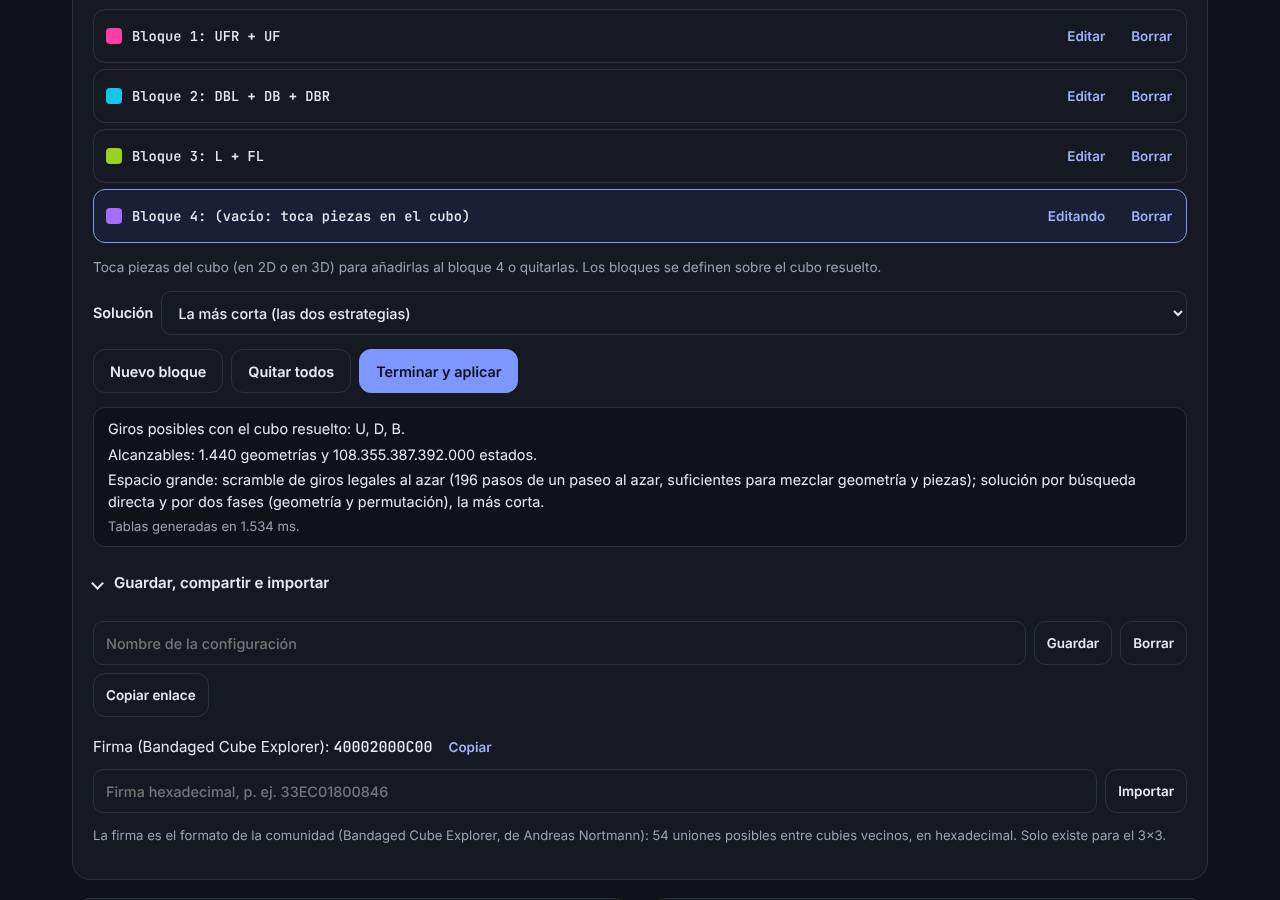 Bloque 1: UFR + UF
Editar
Borrar
Bloque 2: DBL + DB + DBR
Editar
Borrar
Bloque 3: L + FL
Editar
Borrar
Bloque 4: (vacío: toca piezas en el cubo)
Editando
Borrar
Toca piezas del cubo (en 2D o en 3D) para añadirlas al bloque 4 o quitarlas. Los bloques se definen sobre el cubo resuelto.
Solución
La más corta (las dos estrategias)
Nuevo bloque
Quitar todos
Terminar y aplicar
Giros posibles con el cubo resuelto: U, D, B.
Alcanzables: 1.440 geometrías y 108.355.387.392.000 estados.
Espacio grande: scramble de giros legales al azar (196 pasos de un paseo al azar, suficientes para mezclar geometría y piezas); solución por búsqueda
directa y por dos fases (geometría y permutación), la más corta.
Tablas generadas en 1.534 ms.
Guardar, compartir e importar
Nombre de la configuración
Guardar
Borrar
Copiar enlace
Firma (Bandaged Cube Explorer): 40002000C00
Copiar
Firma hexadecimal, p. ej. 33EC01800846
Importar
La firma es el formato de la comunidad (Bandaged Cube Explorer, de Andreas Nortmann): 54 uniones posibles entre cubies vecinos, en hexadecimal. Solo existe para el 3×3.